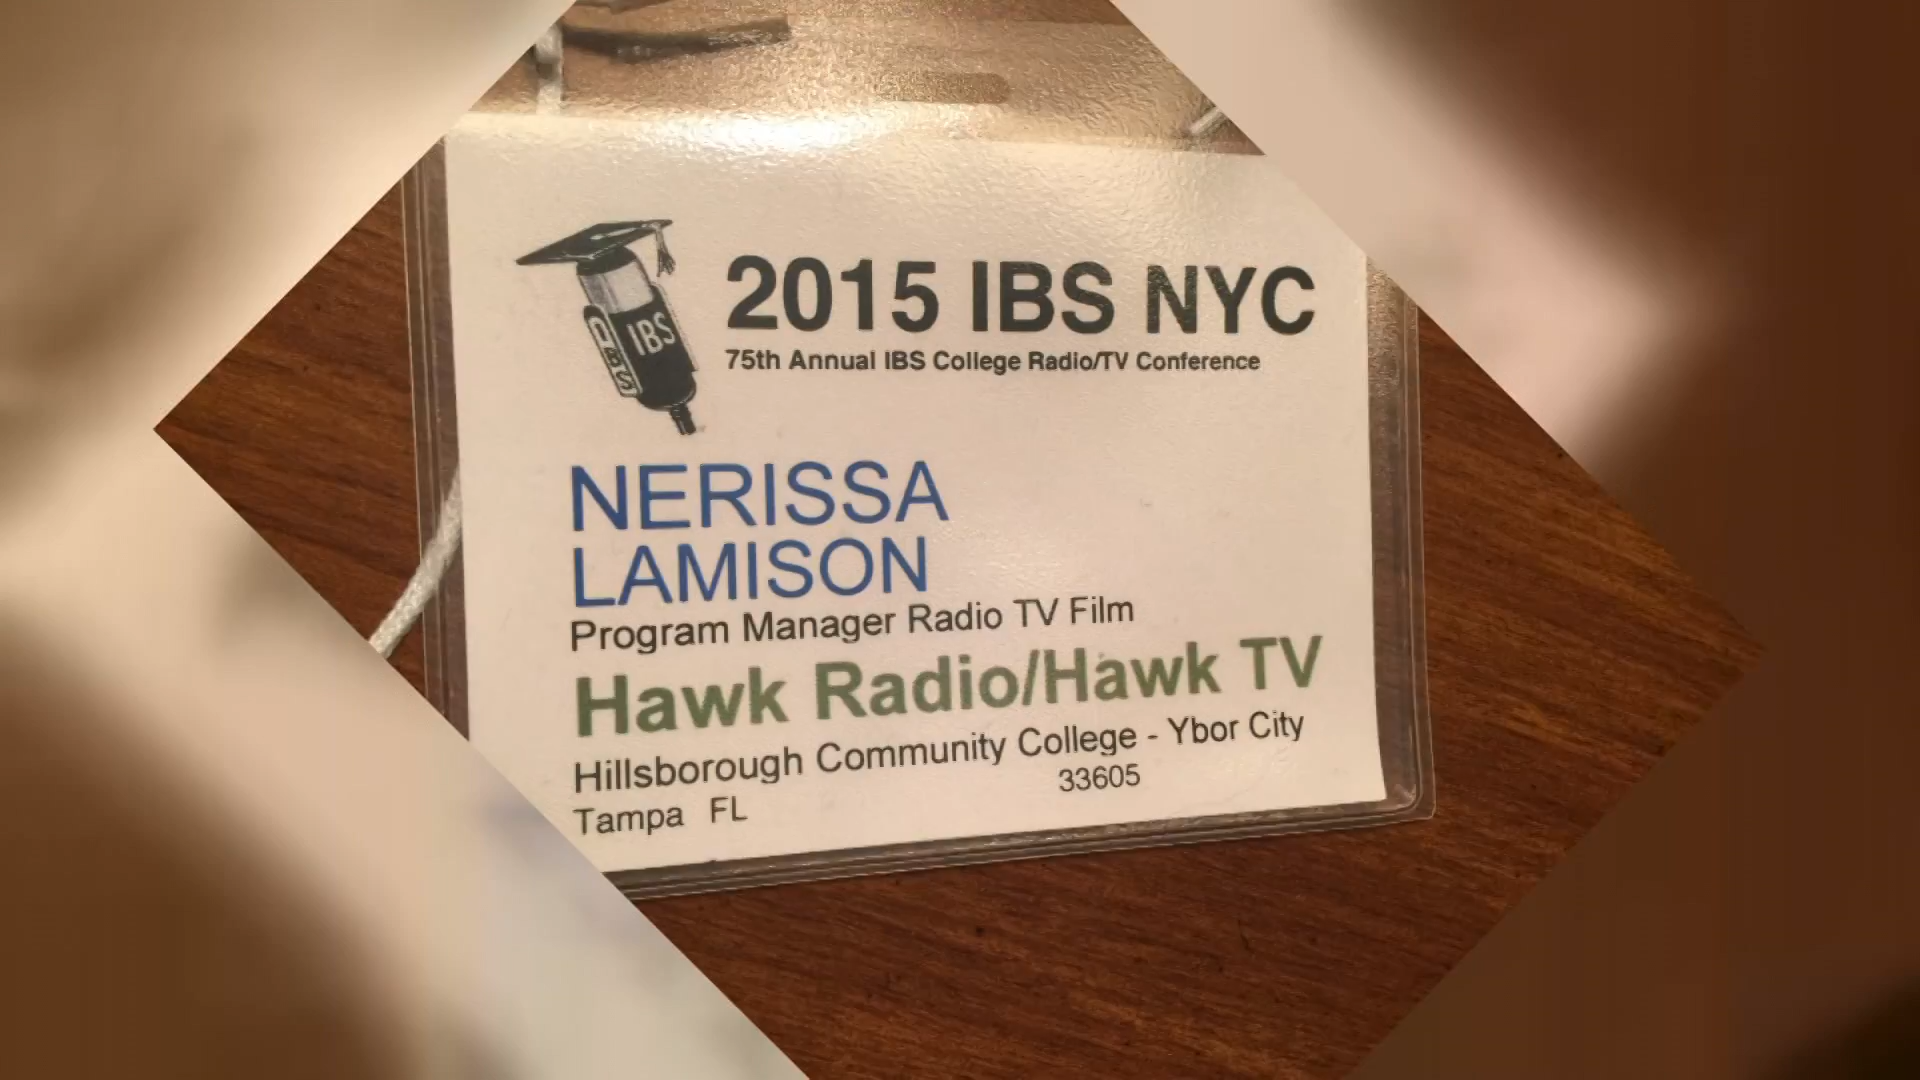 2015 IBS NYC
75th Annual IBS College Radio/TV Conference
IBS
IBS
NERISSA
LAMISON
Program Manager Radio TV Film
Hawk Radio/Hawk TV
Hillsborough Community College - Ybor City
Tampa FL 33605